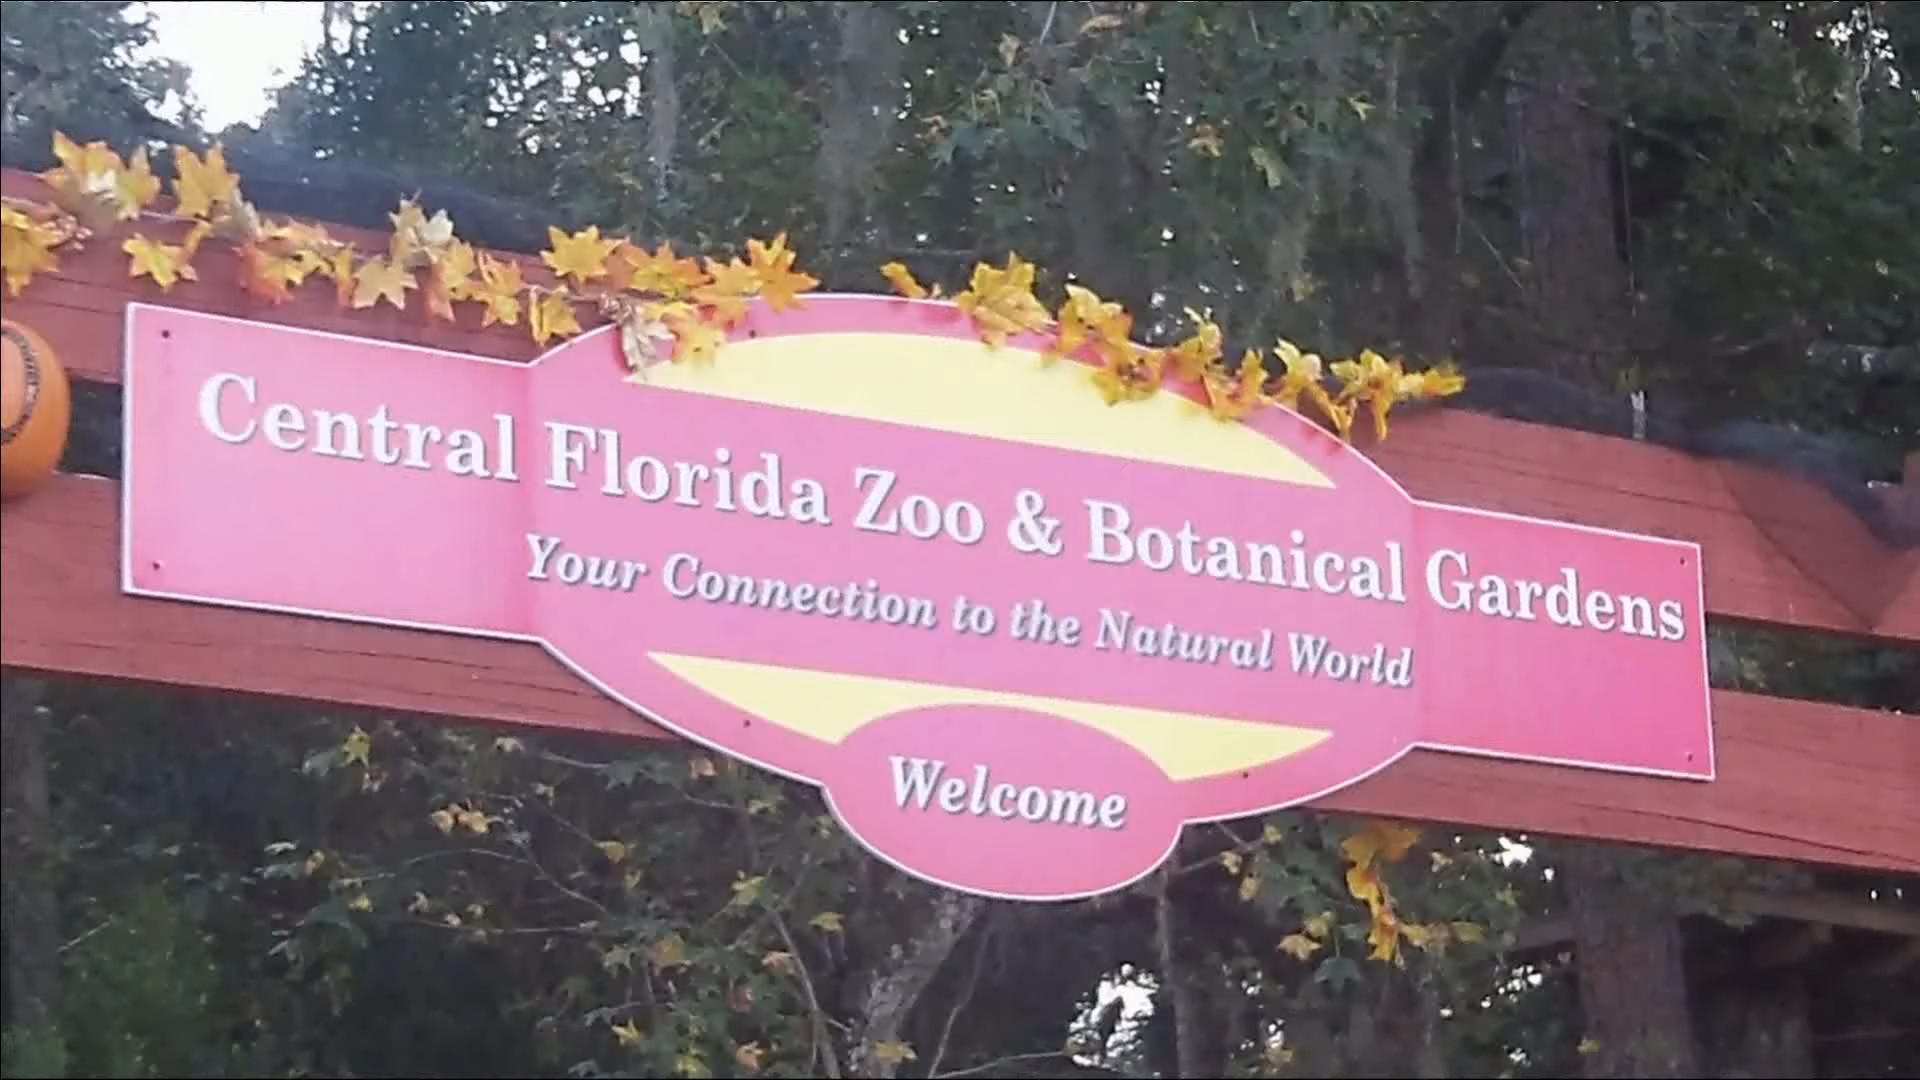 Central Florida Zoo & Botanical Gardens
Your Connection to the Natural World
Welcome